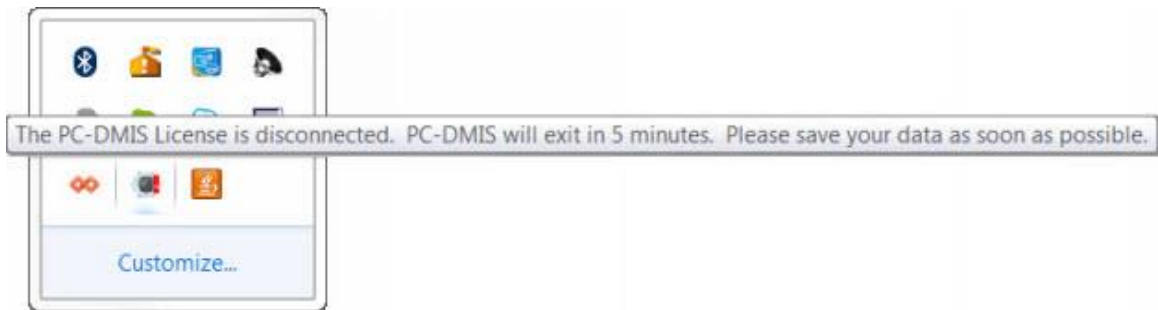 The PC-DMIS License is disconnected.  PC-DMIS will exit in 5 minutes.  Please save your data as soon as possible.
Customize...